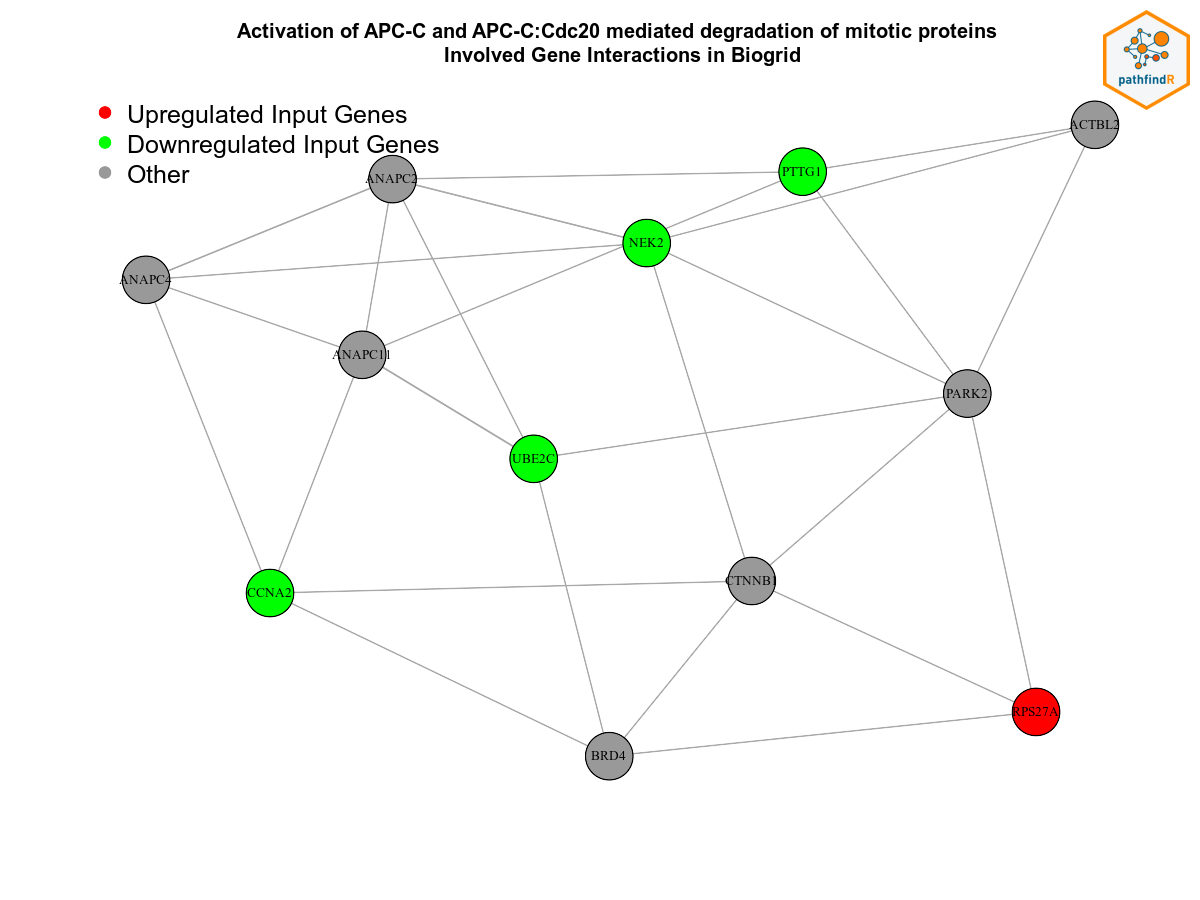 Activation of APC-C and APC-C:Cdc20 mediated degradation of mitotic proteins
Involved Gene Interactions in Biogrid
pathfindR
Upregulated Input Genes
Downregulated Input Genes
Other
ACTBL2
ANAPC2
PTTG1
NEK2
ANAPC4
ANAPC11
PARK2
UBE2C
CTNNB1
CCNA2
RPS27A
BRD4